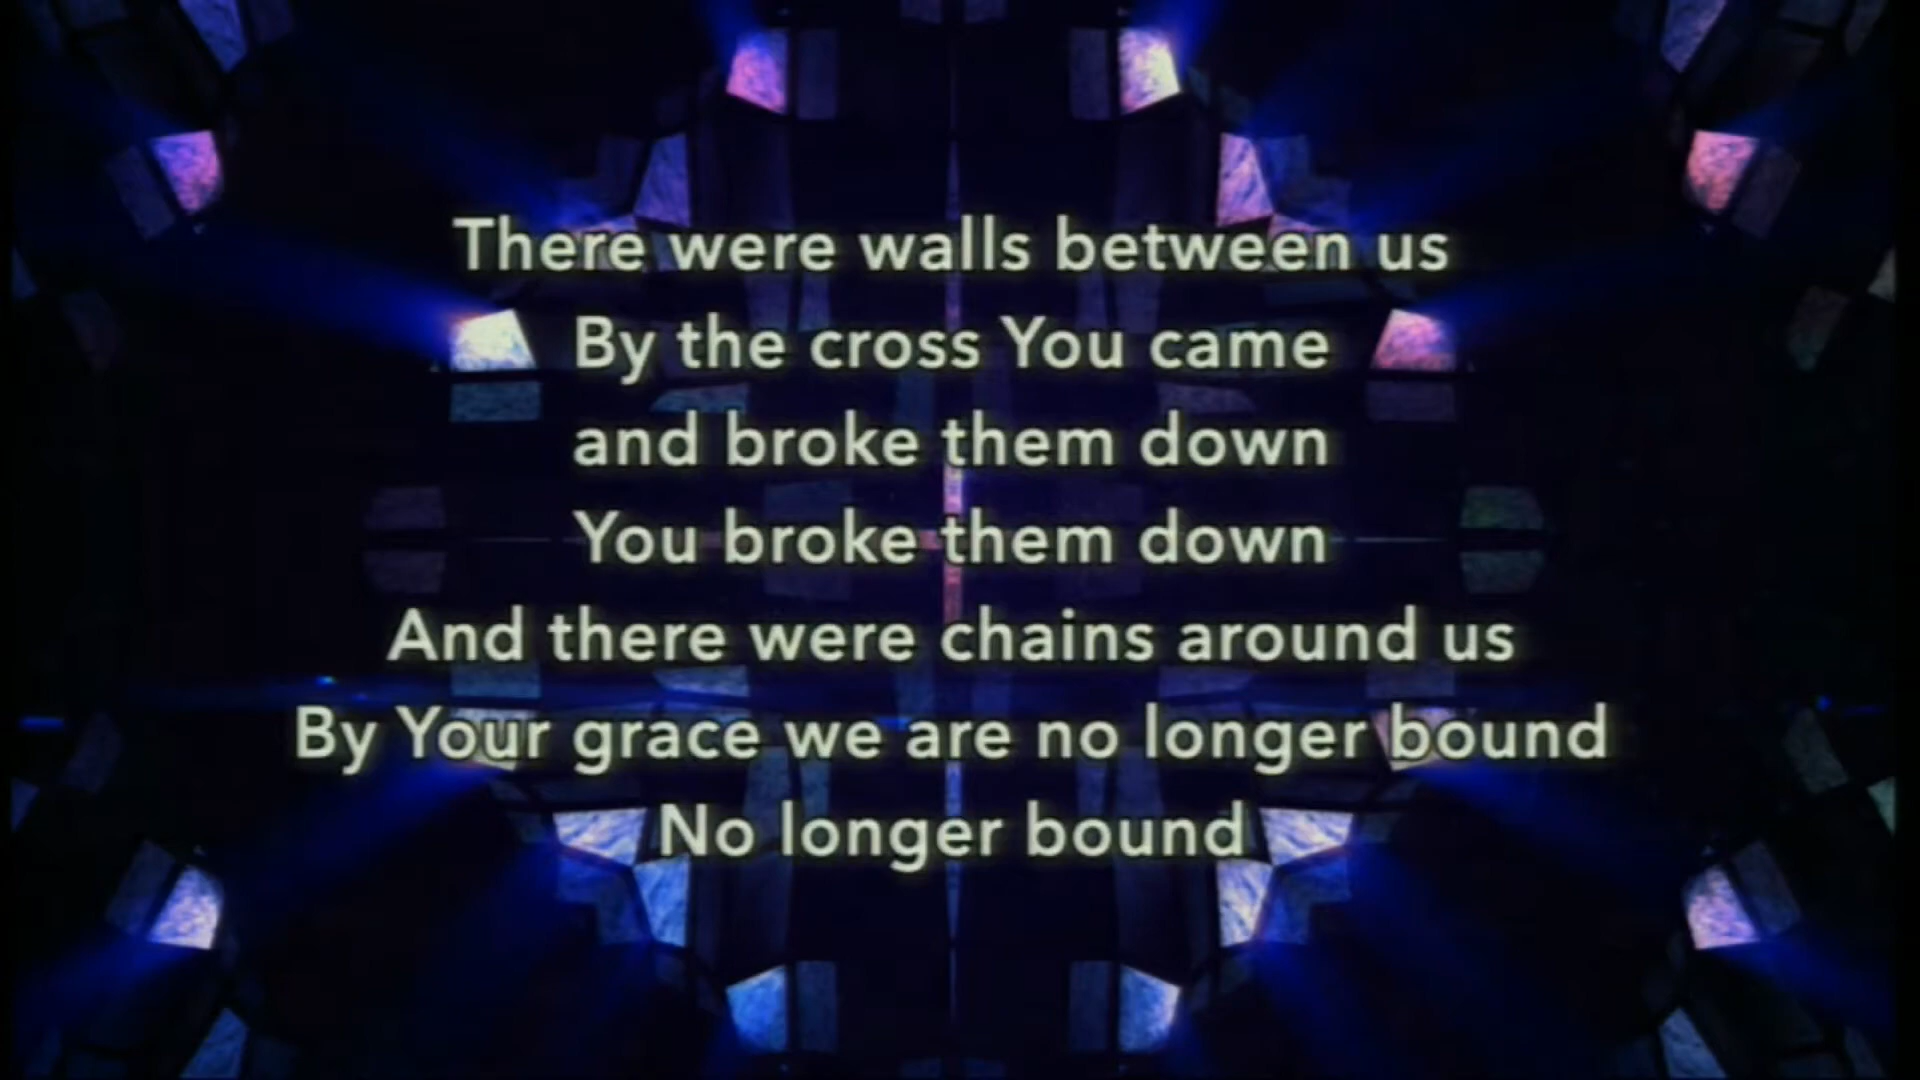 There were walls between us
By the cross You came
and broke them down
You broke them down
And there were chains around us
By Your grace we are no longer bound
No longer bound